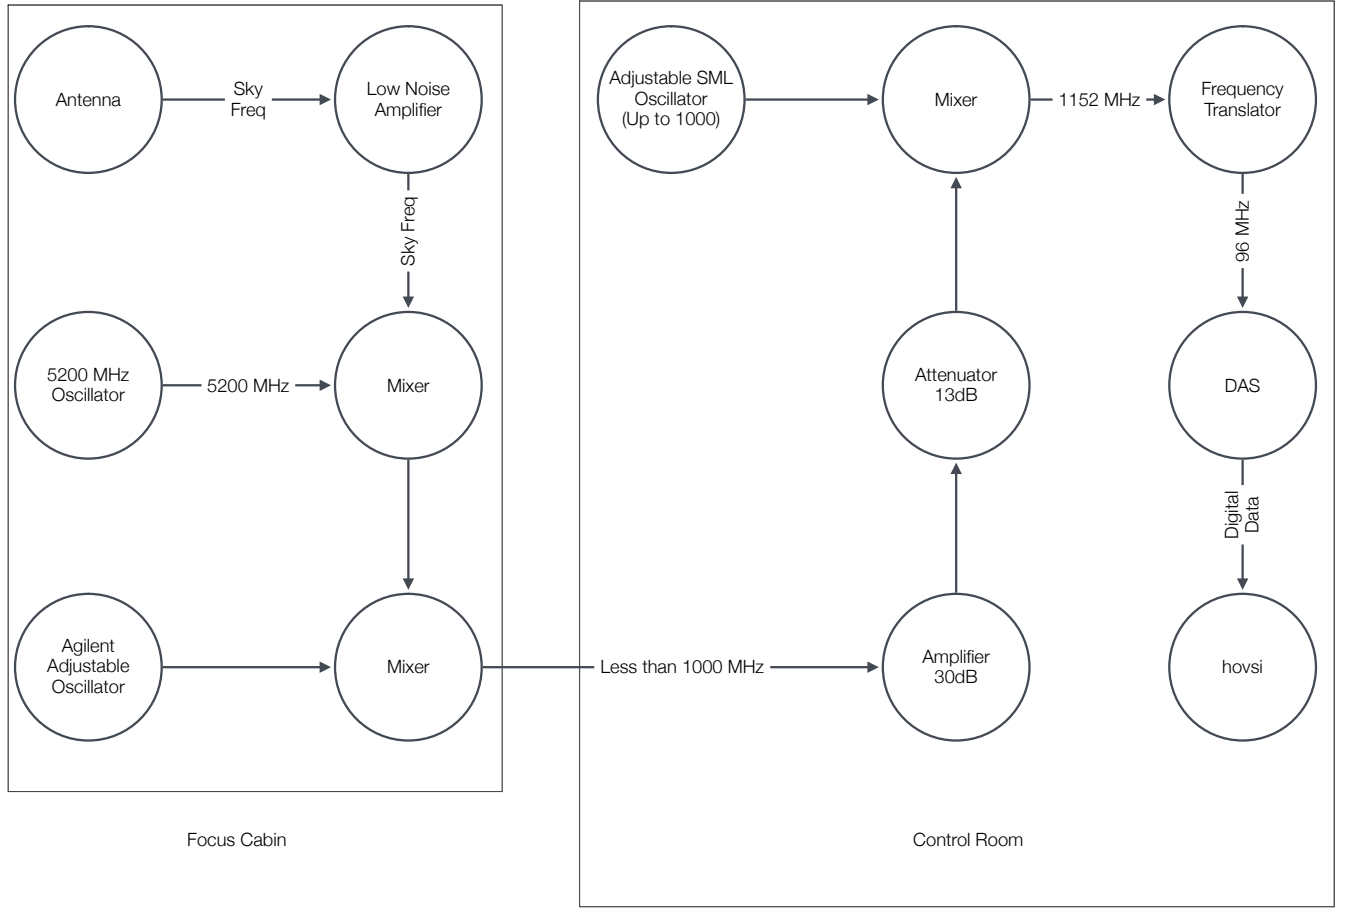 Antenna
Sky
Freq
Low Noise
Amplifier
Sky Freq
5200 MHz
Oscillator
5200 MHz
Mixer
Agilent
Adjustable
Oscillator
Mixer
Less than 1000 MHz
Focus Cabin
Adjustable SML
Oscillator
(Up to 1000)
Mixer
1152 MHz
Frequency
Translator
96 MHz
Attenuator
13dB
DAS
Digital
Data
Amplifier
30dB
hovsi
Control Room